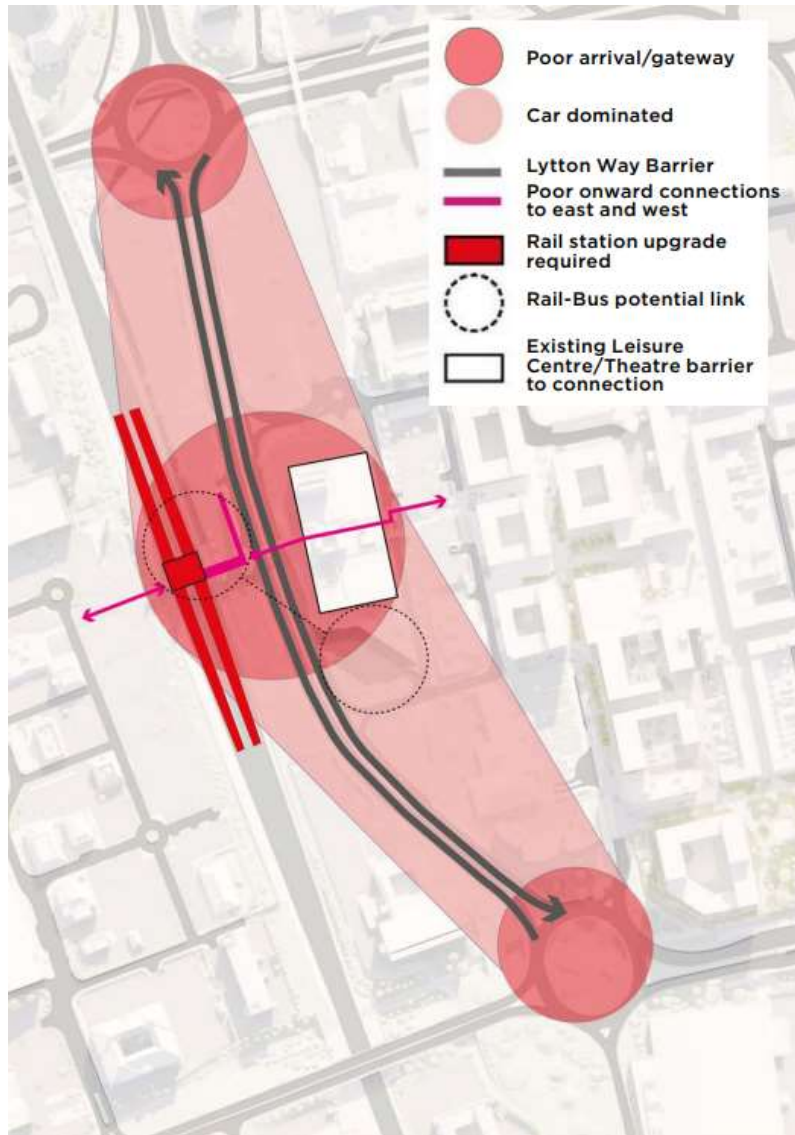 Poor arrival/gateway
Car dominated
Lytton Way Barrier
Poor onward connections
to east and west
Rail station upgrade
required
Rail-Bus potential link
Existing Leisure
Centre/Theatre barrier
to connection